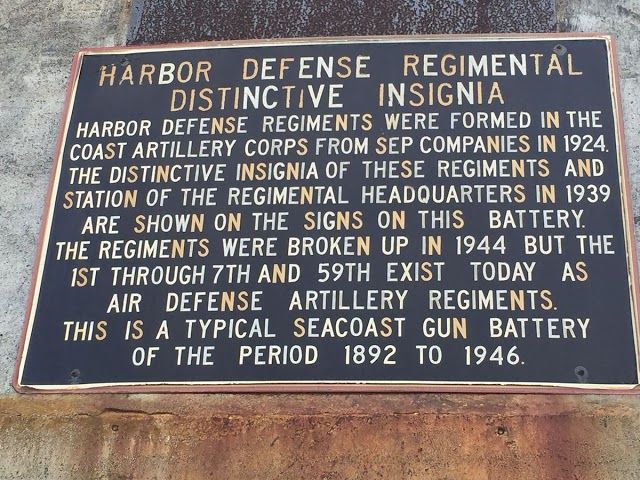 HARBOR DEFENSE REGIMENTAL
DISTINCTIVE INSIGNIA
HARBOR DEFENSE REGIMENTS WERE FORMED IN THE
COAST ARTILLERY CORPS FROM SEP COMPANIES IN 1924.
THE DISTINCTIVE INSIGNIA OF THESE REGIMENTS AND
STATION OF THE REGIMENTAL HEADQUARTERS IN 1939
ARE SHOWN ON THE SIGNS ON THIS BATTERY.
THE REGIMENTS WERE BROKEN UP IN 1944 BUT THE
1ST THROUGH 7TH AND 59TH EXIST TODAY AS
AIR DEFENSE ARTILLERY REGIMENTS.
THIS IS A TYPICAL SEACOAST GUN BATTERY
OF THE PERIOD 1892 TO 1946.